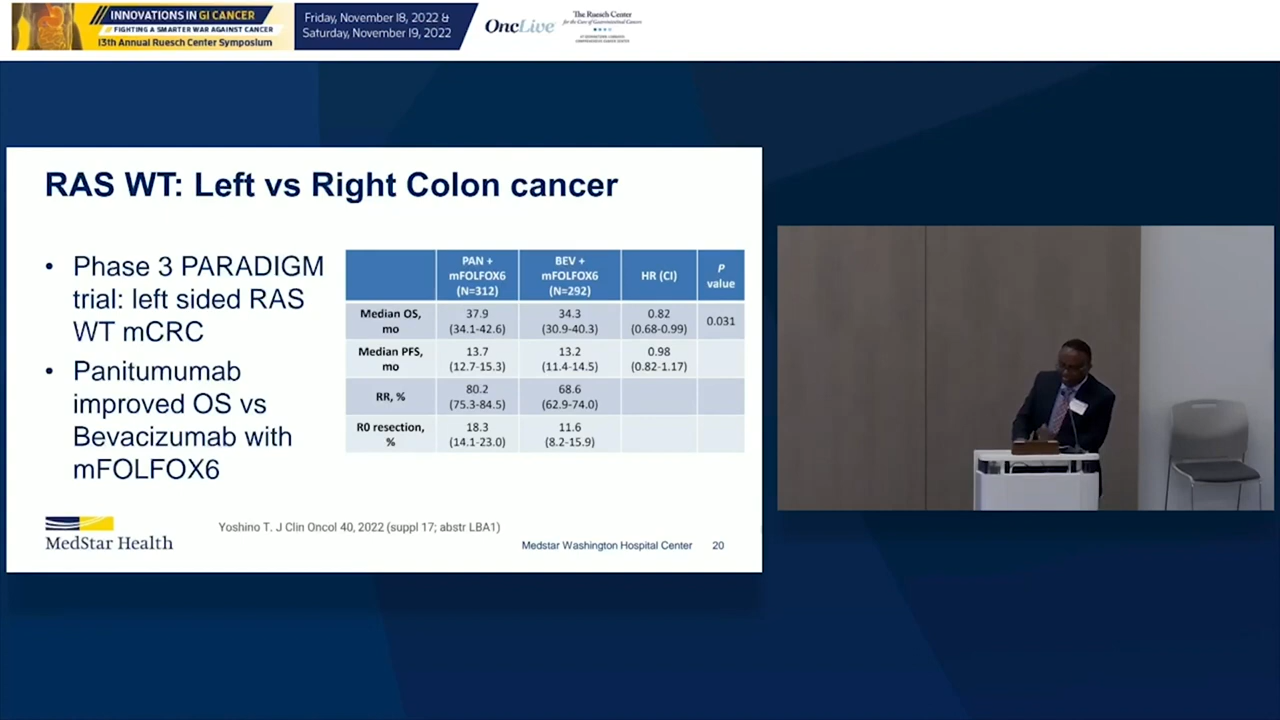 INNOVATIONS IN GI CANCER
FIGHTING A SMARTER WAR AGAINST CANCER
13th Annual Ruesch Center Symposium
Friday, November 18, 2022 &
Saturday, November 19, 2022
OncLive
The Ruesch Center
for the Cure of Gastrointestinal Cancers
RAS WT: Left vs Right Colon cancer
• Phase 3 PARADIGM
trial: left sided RAS
WT mCRC
• Panitumumab
improved OS vs
Bevacizumab with
mFOLFOX6
PAN +
mFOLFOX6
(N=312)
BEV +
mFOLFOX6
(N=292)
HR (CI)
P
value
Median OS,
mo
37.9
(34.1-42.6)
34.3
(30.9-40.3)
0.82
(0.68-0.99)
0.031
Median PFS,
mo
13.7
(12.7-15.3)
13.2
(11.4-14.5)
0.98
(0.82-1.17)
RR, %
80.2
(75.3-84.5)
68.6
(62.9-74.0)
R0 resection,
%
18.3
(14.1-23.0)
11.6
(8.2-15.9)
Yoshino T. J Clin Oncol 40, 2022 (suppl 17; abstr LBA1)
MedStar Health
Medstar Washington Hospital Center 20